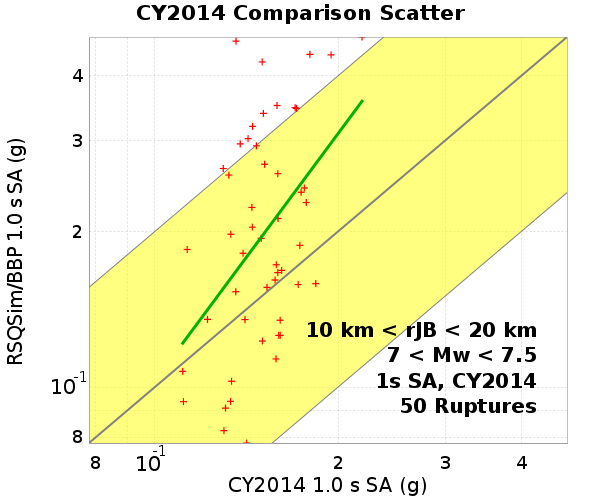 CY2014 Comparison Scatter
RSQSim/BBP 1.0 s SA (g)
4
3
2
10-1
8
10 km < rJB < 20 km
7 < Mw < 7.5
1s SA, CY2014
50 Ruptures
8 10-1 2 3 4
CY2014 1.0 s SA (g)